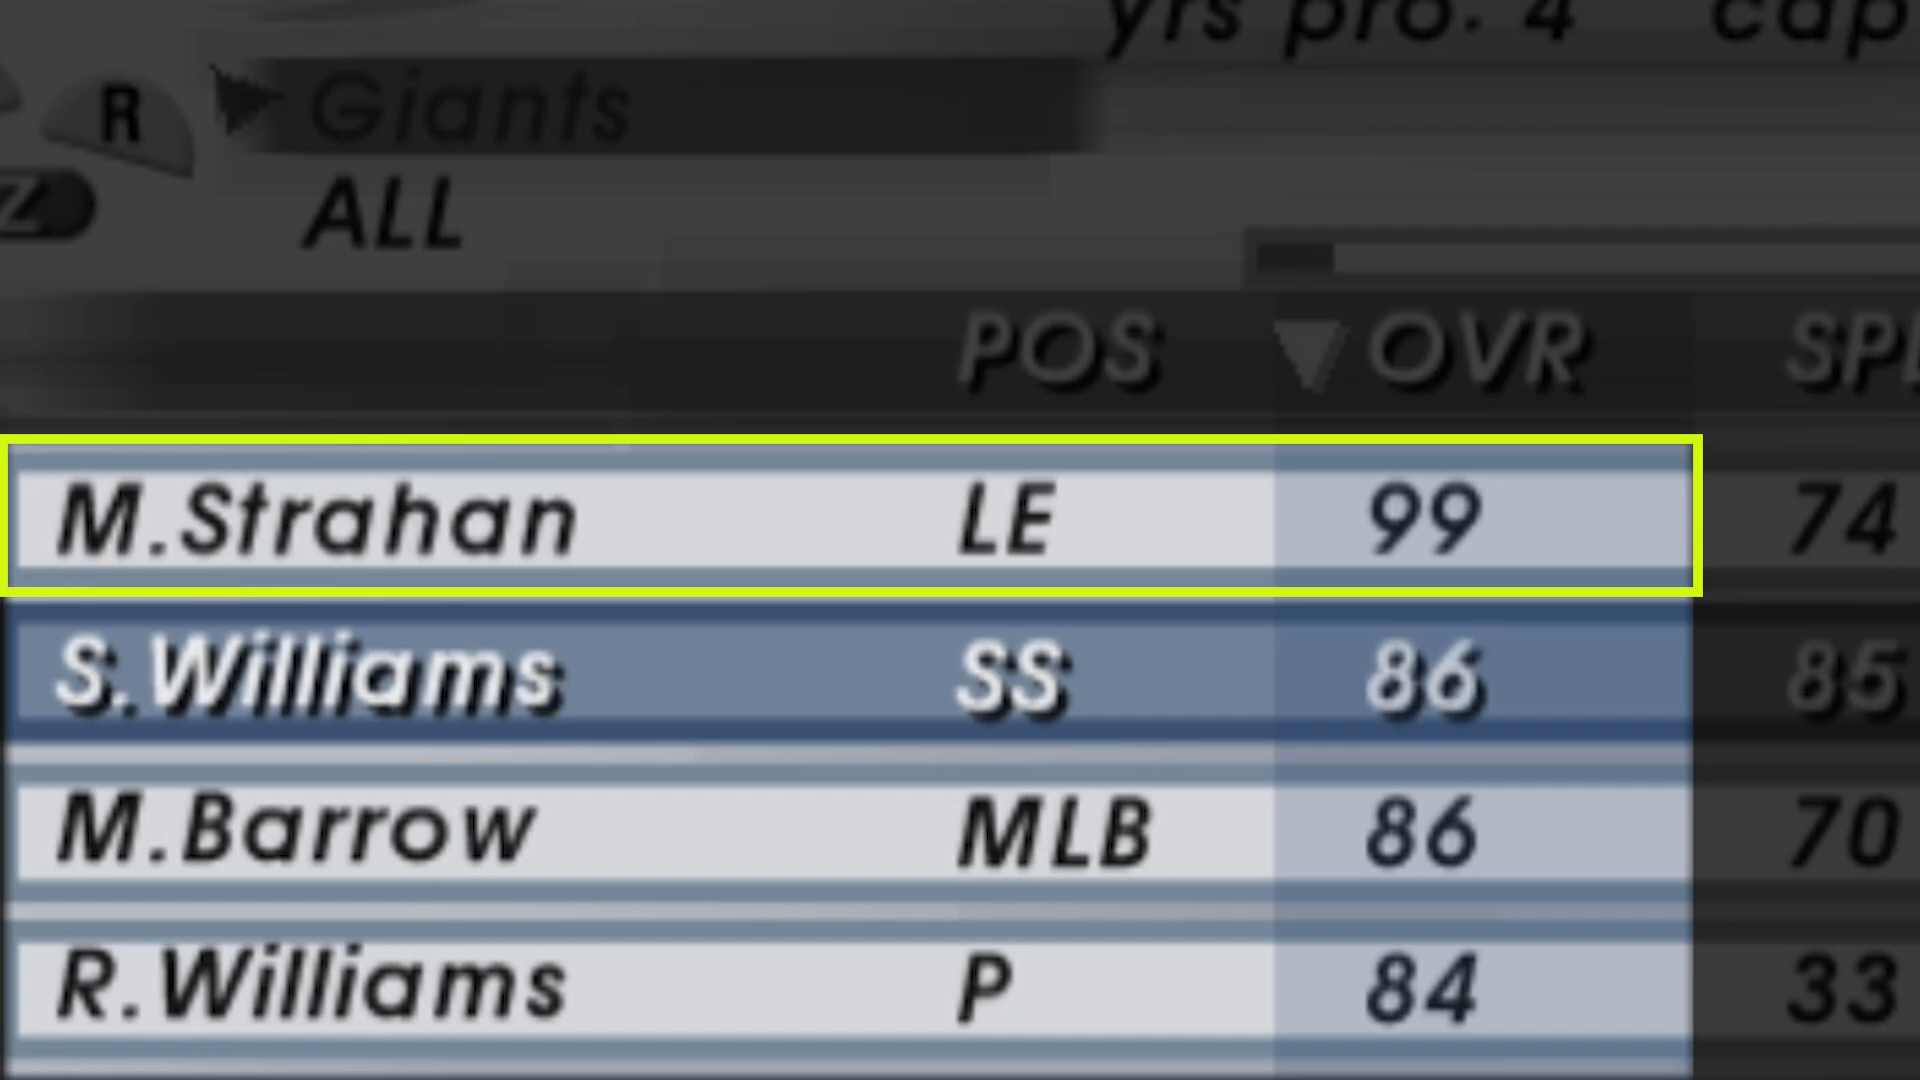 yrs pro: 4 cap
R Giants
Z ALL
POS OVR
M.Strahan LE 99 74
S.Williams SS 86 85
M.Barrow MLB 86 70
R.Williams P 84 33